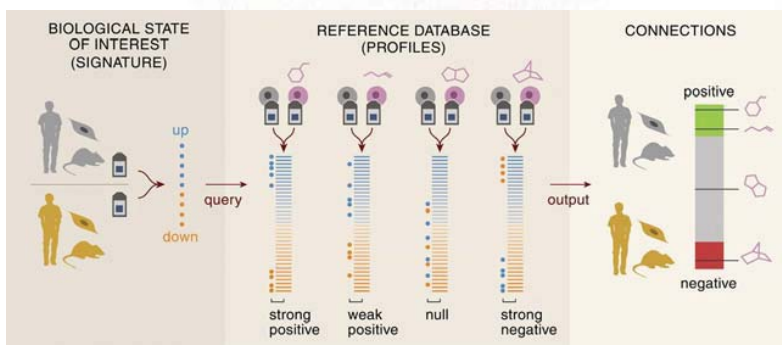 BIOLOGICAL STATE
OF INTEREST
(SIGNATURE)
up
down
query
REFERENCE DATABASE
(PROFILES)
strong
positive
weak
positive
null
strong
negative
output
CONNECTIONS
positive
negative